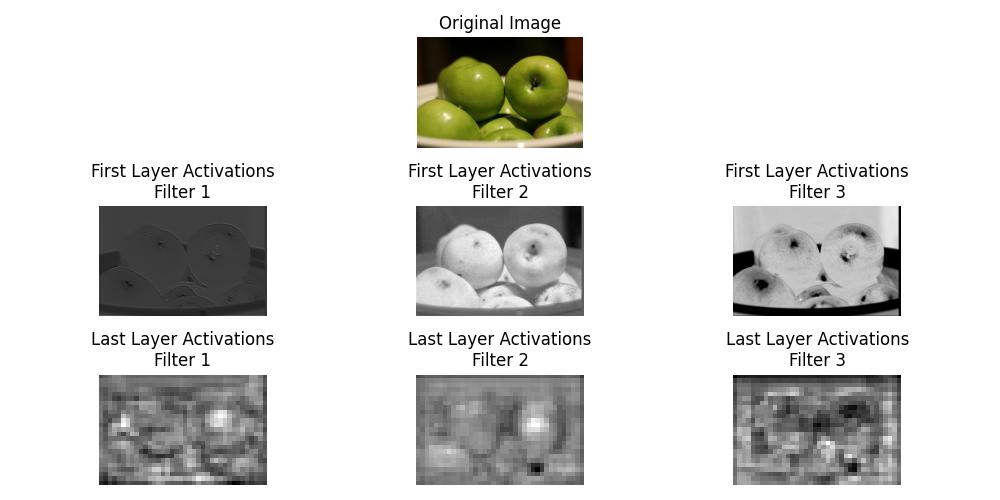 Original Image
First Layer Activations
Filter 1
First Layer Activations
Filter 2
First Layer Activations
Filter 3
Last Layer Activations
Filter 1
Last Layer Activations
Filter 2
Last Layer Activations
Filter 3